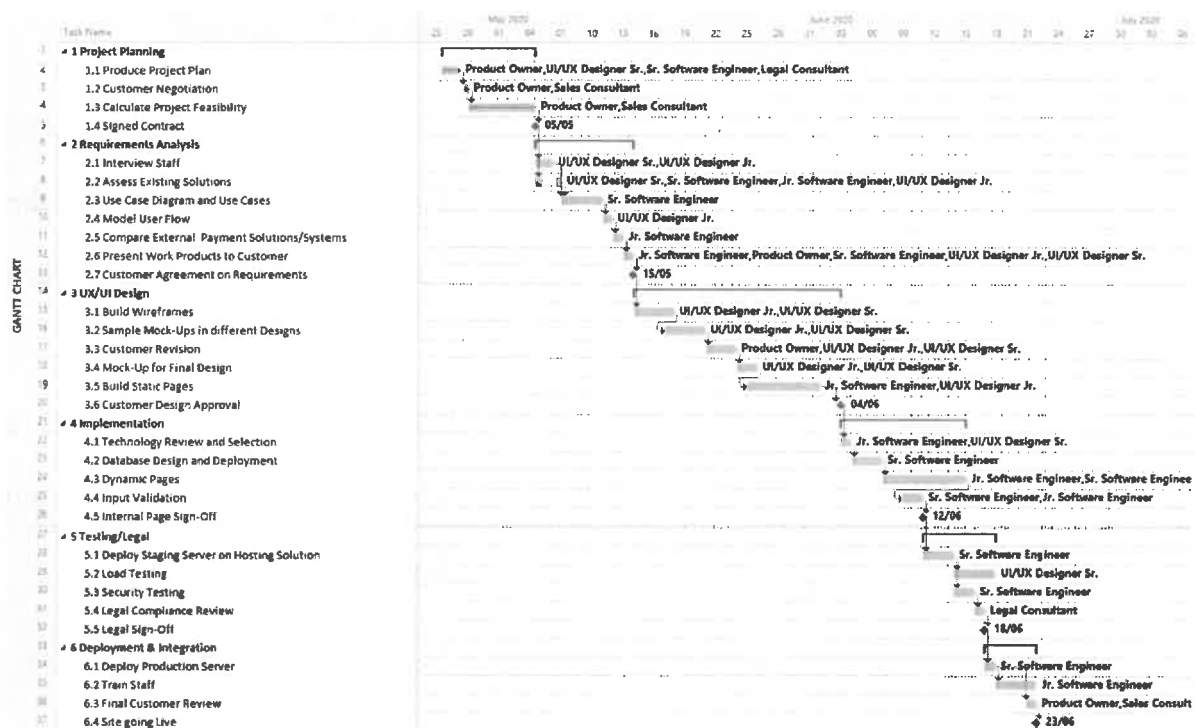 GANTT CHART
May 2020 June 2020 July 2020
Task Name 10 16 22 25 27
1 Project Planning
1.1 Produce Project Plan Product Owner,UI/UX Designer Sr.,Sr. Software Engineer,Legal Consultant
1.2 Customer Negotiation Product Owner,Sales Consultant
1.3 Calculate Project Feasibility Product Owner,Sales Consultant
1.4 Signed Contract 05/05
2 Requirements Analysis
2.1 Interview Staff UI/UX Designer Sr.,UI/UX Designer Jr.
2.2 Assess Existing Solutions UI/UX Designer Sr.,Sr. Software Engineer,Jr. Software Engineer,UI/UX Designer Jr.
2.3 Use Case Diagram and Use Cases Sr. Software Engineer
2.4 Model User Flow UI/UX Designer Jr.
2.5 Compare External Payment Solutions/Systems Jr. Software Engineer
2.6 Present Work Products to Customer Jr. Software Engineer,Product Owner,Sr. Software Engineer,UI/UX Designer Jr.,UI/UX Designer Sr.
2.7 Customer Agreement on Requirements 15/05
3 UX/UI Design
3.1 Build Wireframes UI/UX Designer Jr.,UI/UX Designer Sr.
3.2 Sample Mock-Ups in different Designs UI/UX Designer Jr.,UI/UX Designer Sr.
3.3 Customer Revision Product Owner,UI/UX Designer Jr.,UI/UX Designer Sr.
3.4 Mock-Up for Final Design UI/UX Designer Jr.,UI/UX Designer Sr.
3.5 Build Static Pages Jr. Software Engineer,UI/UX Designer Jr.
3.6 Customer Design Approval 04/06
4 Implementation
4.1 Technology Review and Selection Jr. Software Engineer,UI/UX Designer Sr.
4.2 Database Design and Deployment Sr. Software Engineer
4.3 Dynamic Pages Jr. Software Engineer,Sr. Software Enginee
4.4 Input Validation Sr. Software Engineer,Jr. Software Engineer
4.5 Internal Page Sign-Off 12/06
5 Testing/Legal
5.1 Deploy Staging Server on Hosting Solution Sr. Software Engineer
5.2 Load Testing UI/UX Designer Sr.
5.3 Security Testing Sr. Software Engineer
5.4 Legal Compliance Review Legal Consultant
5.5 Legal Sign-Off 18/06
6 Deployment & Integration
6.1 Deploy Production Server Sr. Software Engineer
6.2 Train Staff Jr. Software Engineer
6.3 Final Customer Review Product Owner,Sales Consult
6.4 Site going Live 23/06